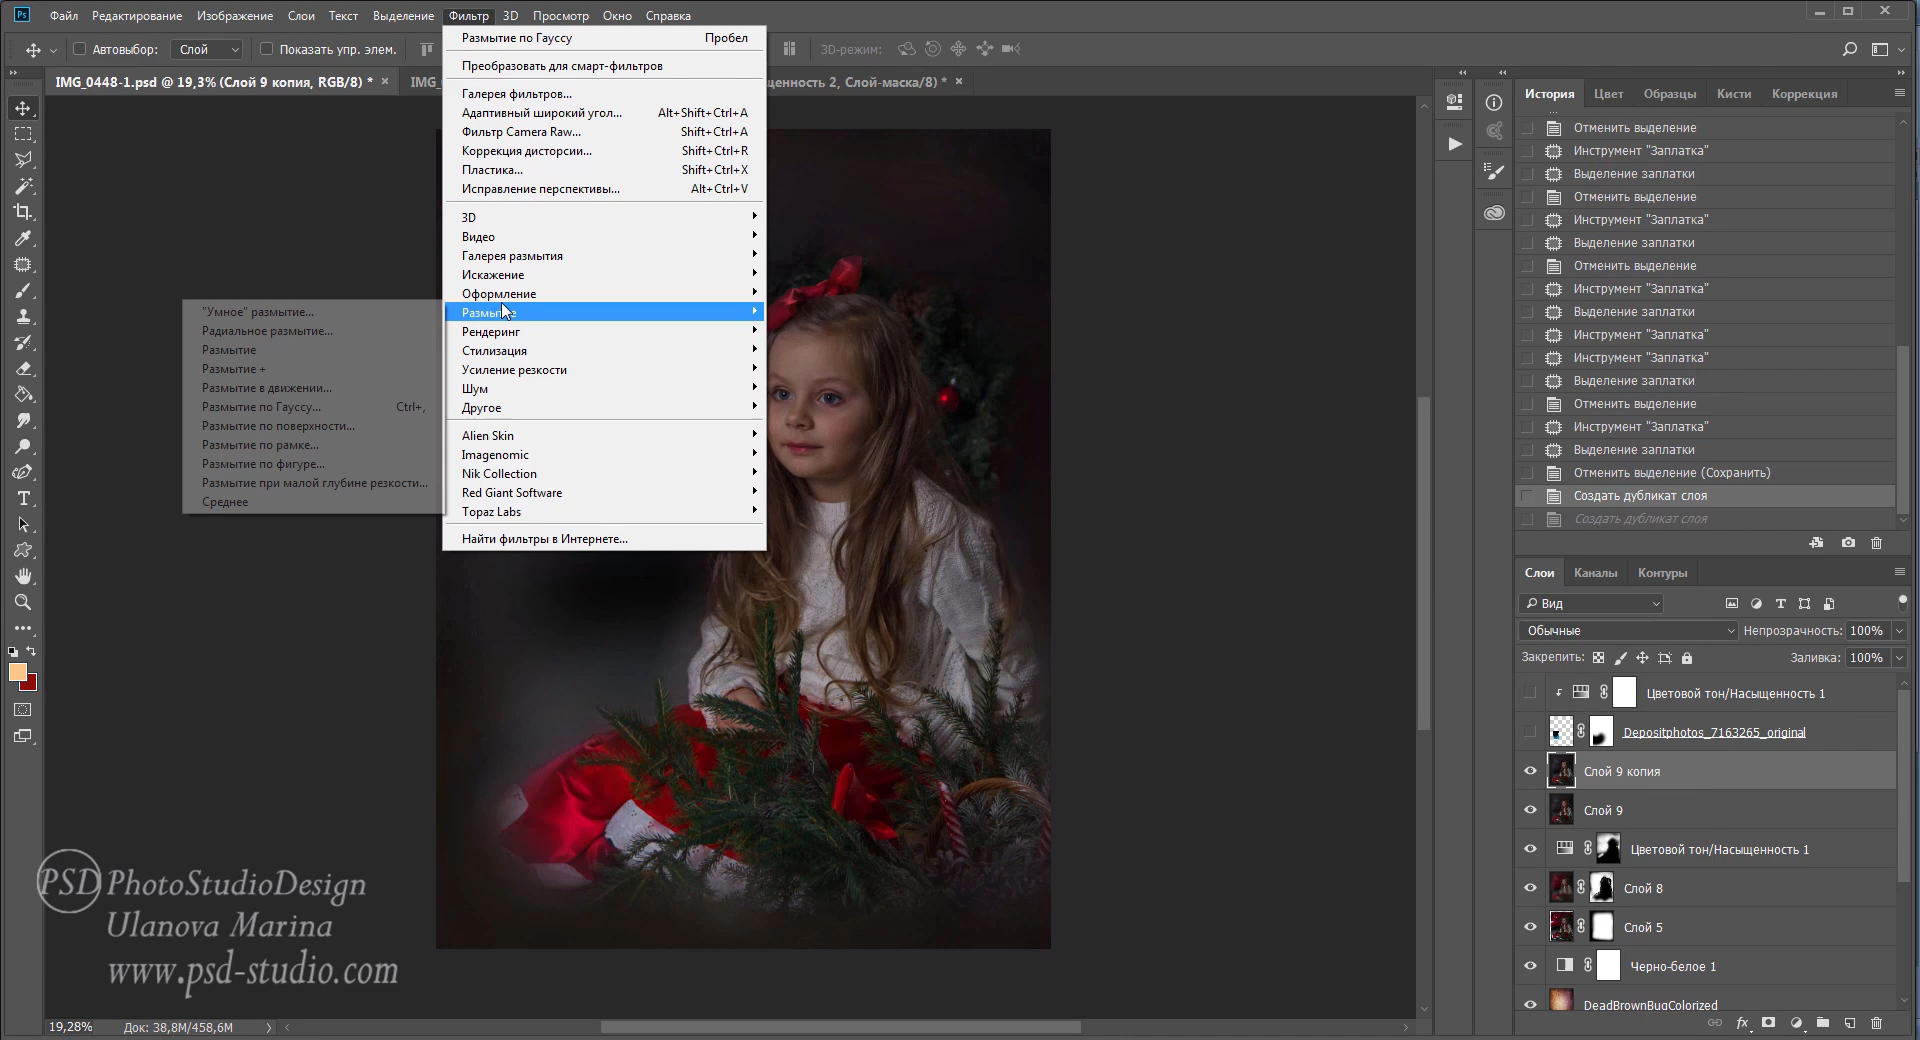 Ps Файл Редактирование Изображение Слои Текст Выделение Фильтр 3D Просмотр Окно Справка
Автовыбор: Слой Показать упр. элем. 3D-режим:
IMG_0448-1.psd @ 19,3% (Слой 9 копия, RGB/8) * × IMG_ щенность 2, Слой-маска/8) * ×
Размытие по Гауссу Пробел
Преобразовать для смарт-фильтров
Галерея фильтров...
Адаптивный широкий угол... Alt+Shift+Ctrl+A
Фильтр Camera Raw... Shift+Ctrl+A
Коррекция дисторсии... Shift+Ctrl+R
Пластика... Shift+Ctrl+X
Исправление перспективы... Alt+Ctrl+V
3D
Видео
Галерея размытия
Искажение
Оформление
Размытие
Рендеринг
Стилизация
Усиление резкости
Шум
Другое
Alien Skin
Imagenomic
Nik Collection
Red Giant Software
Topaz Labs
Найти фильтры в Интернете...
"Умное" размытие...
Радиальное размытие...
Размытие
Размытие +
Размытие в движении...
Размытие по Гауссу... Ctrl+,
Размытие по поверхности...
Размытие по рамке...
Размытие по фигуре...
Размытие при малой глубине резкости...
Среднее
История Цвет Образцы Кисти Коррекция
Отменить выделение
Инструмент "Заплатка"
Выделение заплатки
Отменить выделение
Инструмент "Заплатка"
Выделение заплатки
Отменить выделение
Инструмент "Заплатка"
Выделение заплатки
Инструмент "Заплатка"
Инструмент "Заплатка"
Выделение заплатки
Отменить выделение
Инструмент "Заплатка"
Выделение заплатки
Отменить выделение (Сохранить)
Создать дубликат слоя
Создать дубликат слоя
Слои Каналы Контуры
Вид
Обычные Непрозрачность: 100%
Закрепить: Заливка: 100%
Цветовой тон/Насыщенность 1
Depositphotos_7163265_original
Слой 9 копия
Слой 9
Цветовой тон/Насыщенность 1
Слой 8
Слой 5
Черно-белое 1
DeadBrownBugColorized
fx
PSD PhotoStudioDesign
Ulanova Marina
www.psd-studio.com
19,28% Док: 38,8M/458,6M